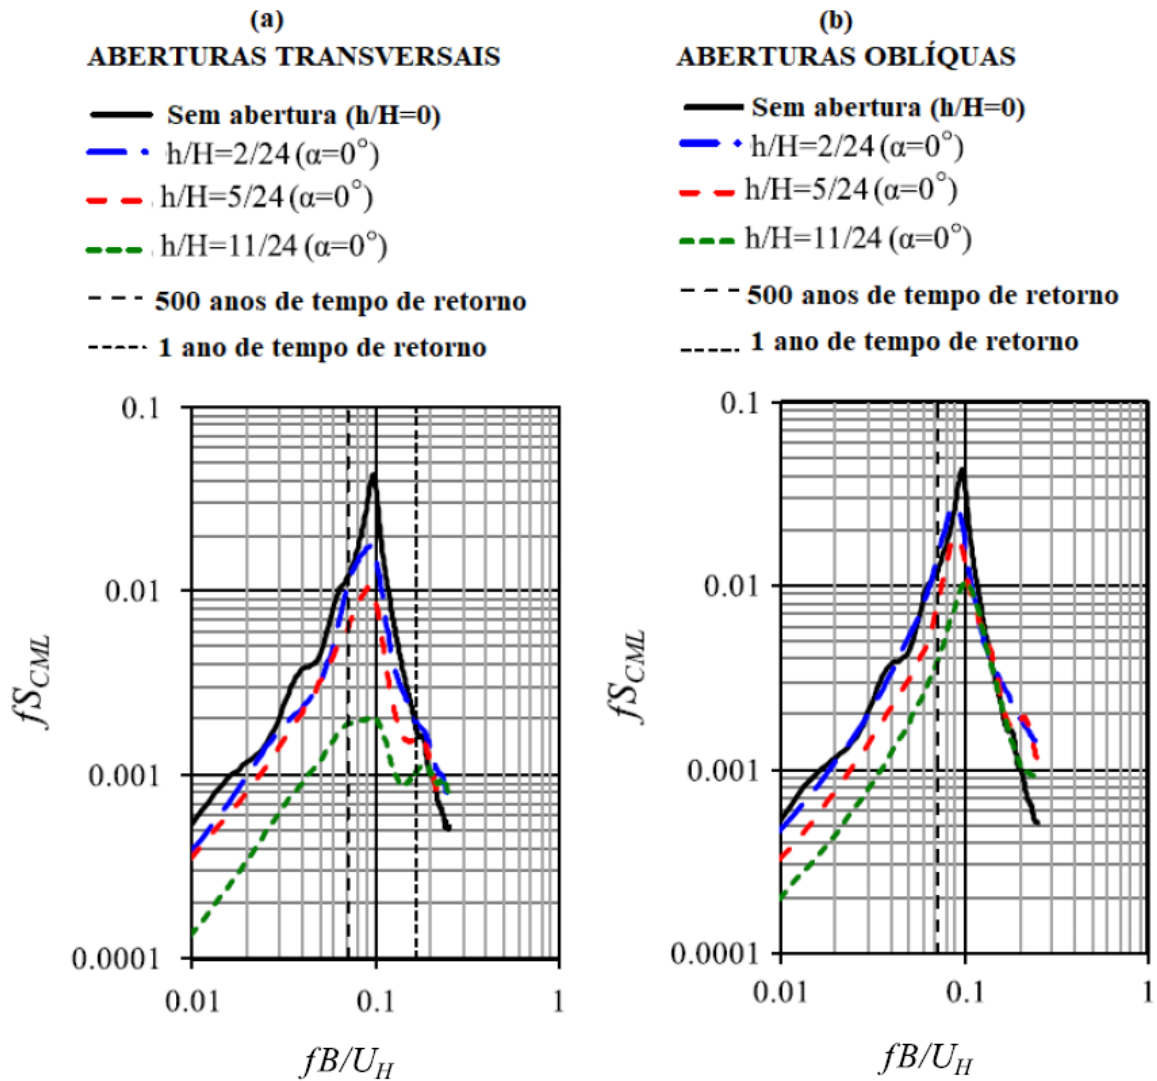 (a)
ABERTURAS TRANSVERSAIS
Sem abertura (h/H=0)
h/H=2/24 (α=0°)
h/H=5/24 (α=0°)
h/H=11/24 (α=0°)
500 anos de tempo de retorno
1 ano de tempo de retorno
0.1
0.01
0.001
0.0001
0.01
0.1
1
fS_CML
fB/U_H
(b)
ABERTURAS OBLÍQUAS
Sem abertura (h/H=0)
h/H=2/24 (α=0°)
h/H=5/24 (α=0°)
h/H=11/24 (α=0°)
500 anos de tempo de retorno
1 ano de tempo de retorno
0.1
0.01
0.001
0.0001
0.01
0.1
1
fS_CML
fB/U_H